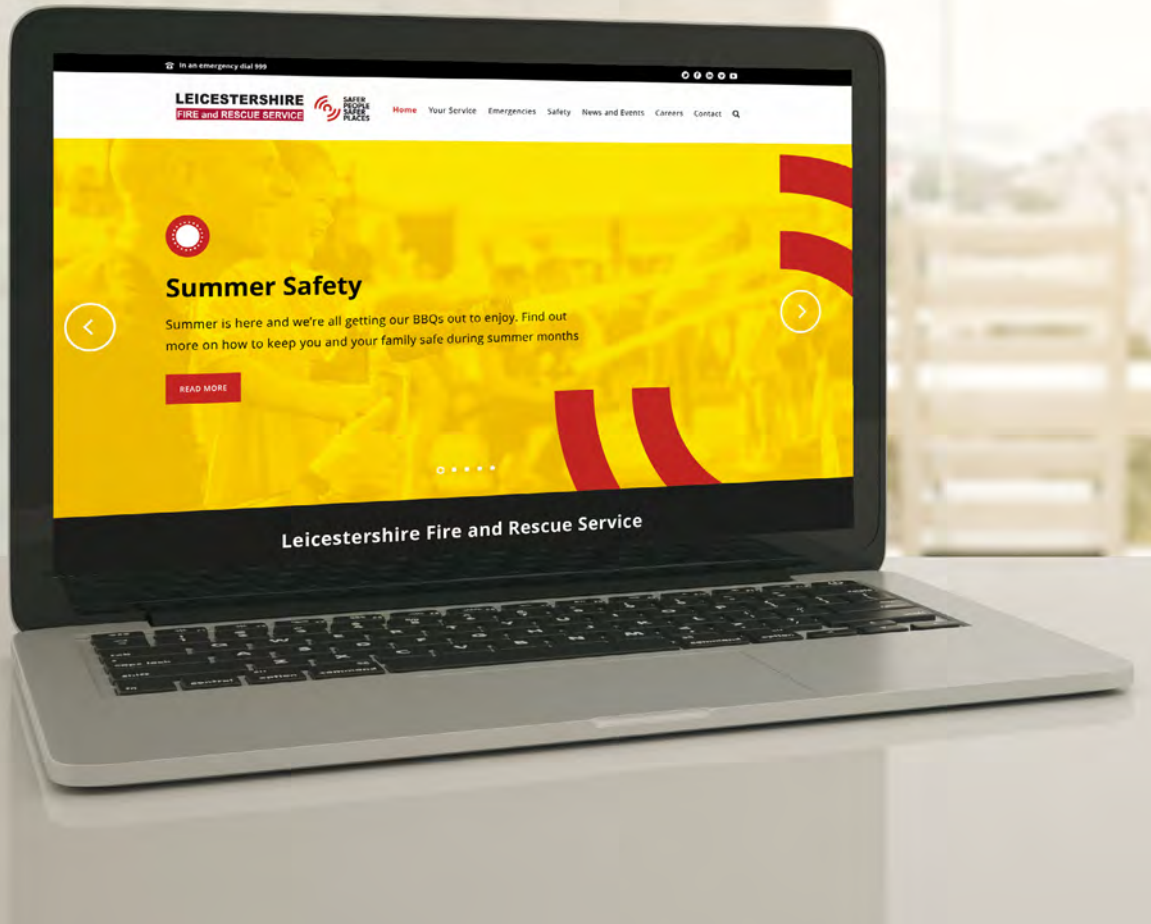 In an emergency dial 999
LEICESTERSHIRE
FIRE and RESCUE SERVICE
SAFER
PEOPLE
SAFER
PLACES
Home Your Service Emergencies Safety News and Events Careers Contact
Summer Safety
Summer is here and we're all getting our BBQs out to enjoy. Find out
more on how to keep you and your family safe during summer months
READ MORE
Leicestershire Fire and Rescue Service